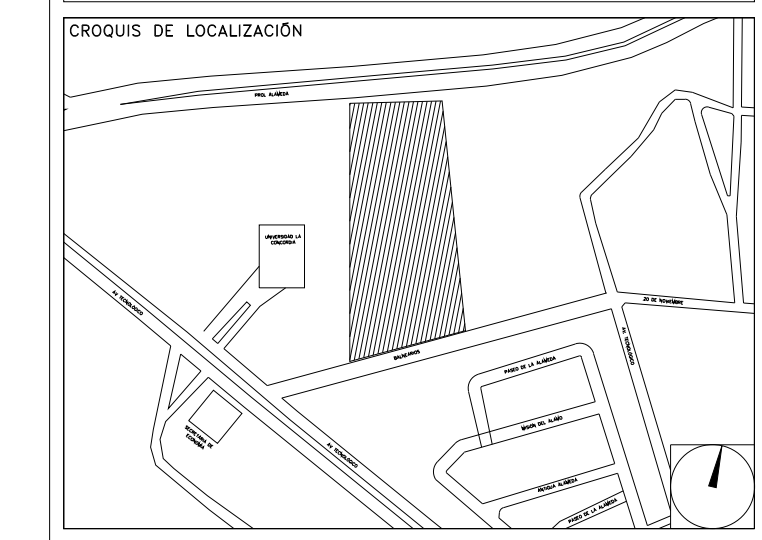 CROQUIS DE LOCALIZACIÓN
PROL ALAMEDA
UNIVERSIDAD LA
CONCORDIA
AV TECNOLOGICO
20 DE NOVIEMBRE
BALNEARIOS
AV. TECNOLOGICO
PASEO DE LA ALAMEDA
MISION DEL ALAMO
SECRETARIA DE
ECONOMIA
AV TECNOLOGICO
ANTIGUA ALAMEDA
PASEO DE LA ALAMEDA